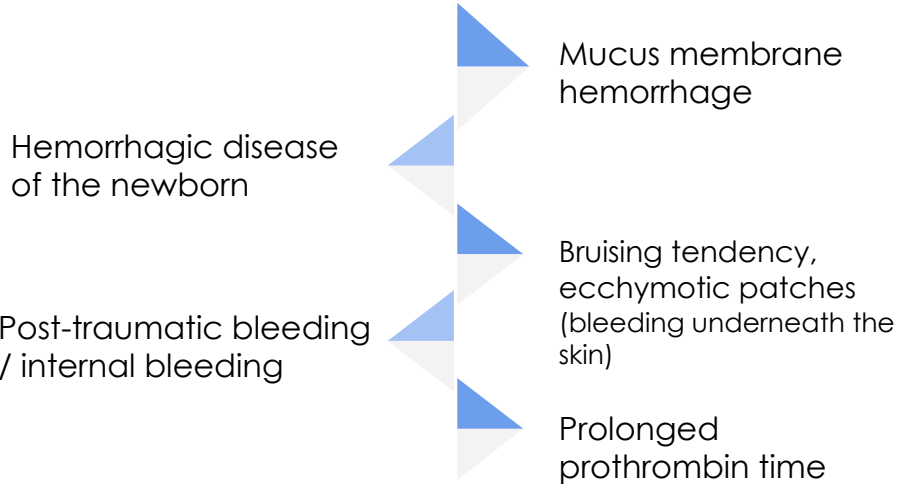 Mucus membrane
hemorrhage
Hemorrhagic disease
of the newborn
Bruising tendency,
ecchymotic patches
(bleeding underneath the
skin)
Post-traumatic bleeding
/ internal bleeding
Prolonged
prothrombin time